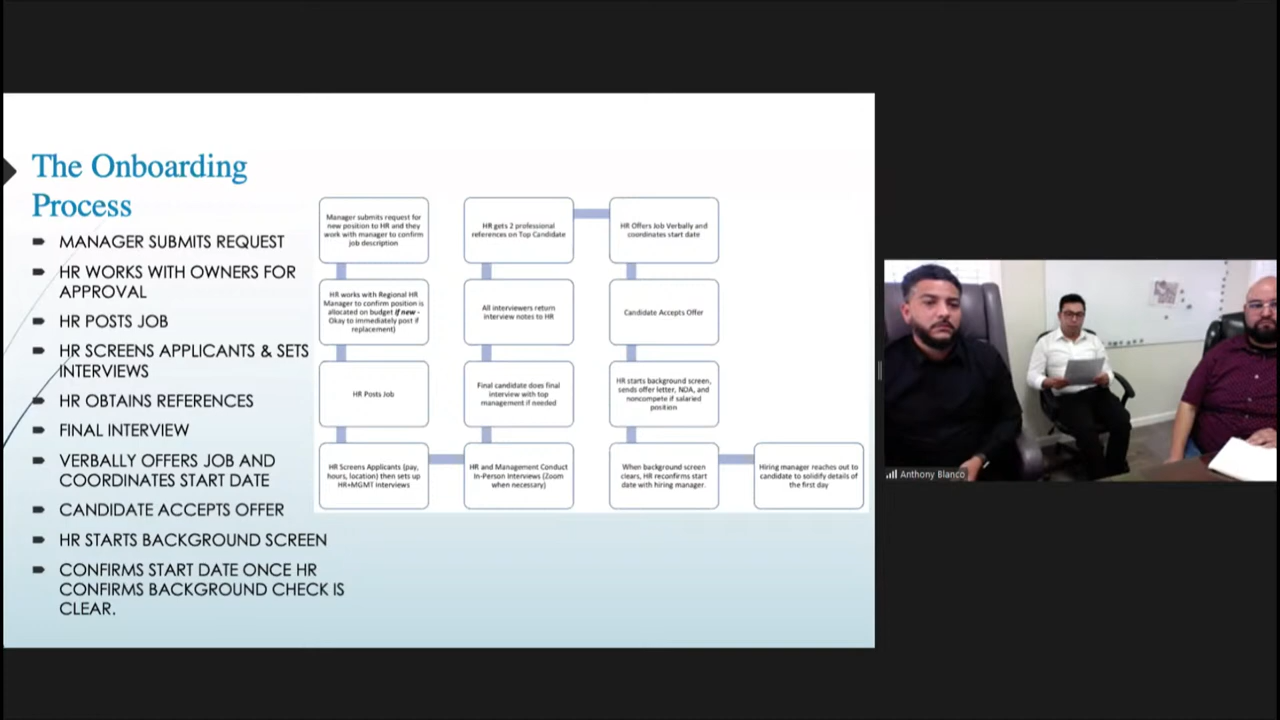 The Onboarding
Process
MANAGER SUBMITS REQUEST
HR WORKS WITH OWNERS FOR
APPROVAL
HR POSTS JOB
HR SCREENS APPLICANTS & SETS
INTERVIEWS
HR OBTAINS REFERENCES
FINAL INTERVIEW
VERBALLY OFFERS JOB AND
COORDINATES START DATE
CANDIDATE ACCEPTS OFFER
HR STARTS BACKGROUND SCREEN
CONFIRMS START DATE ONCE HR
CONFIRMS BACKGROUND CHECK IS
CLEAR.
Manager submits request for
new position to HR and they
work with manager to confirm
job description
HR works with Regional HR
Manager to confirm position is
allocated on budget if new -
Okay to immediately post if
replacement)
HR Posts Job
HR Screens Applicants (pay,
hours, location) then sets up
HR+MGMT interviews
HR and Management Conduct
In-Person Interviews (Zoom
when necessary)
Final candidate does final
interview with top
management if needed
All interviewers return
interview notes to HR
HR gets 2 professional
references on Top Candidate
HR Offers Job Verbally and
coordinates start date
Candidate Accepts Offer
HR starts background screen,
sends offer letter, NDA, and
noncompete if salaried
position
When background screen
clears, HR reconfirms start
date with hiring manager.
Hiring manager reaches out to
candidate to solidify details of
the first day
Anthony Blanco